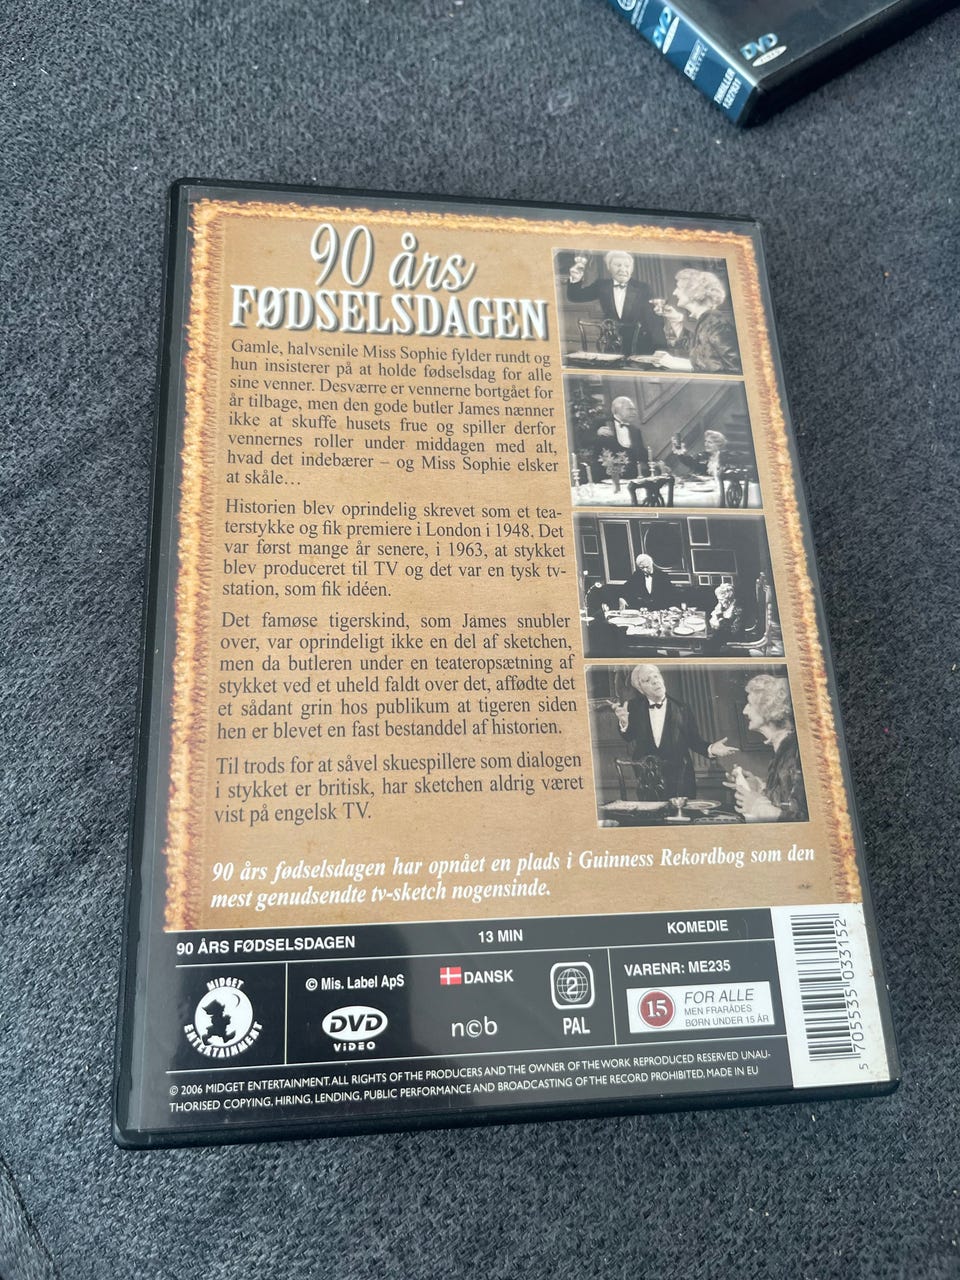 DVD
THRILLER
1327631
DVD
90 års
FØDSELSDAGEN
Gamle, halvsenile Miss Sophie fylder rundt og
hun insisterer på at holde fødselsdag for alle
sine venner. Desværre er vennerne bortgået for
år tilbage, men den gode butler James nænner
ikke at skuffe husets frue og spiller derfor
vennernes roller under middagen med alt,
hvad det indebærer – og Miss Sophie elsker
at skåle…
Historien blev oprindelig skrevet som et tea-
terstykke og fik premiere i London i 1948. Det
var først mange år senere, i 1963, at stykket
blev produceret til TV og det var en tysk tv-
station, som fik idéen.
Det famøse tigerskind, som James snubler
over, var oprindeligt ikke en del af sketchen,
men da butleren under en teateropsætning af
stykket ved et uheld faldt over det, affødte det
et sådant grin hos publikum at tigeren siden
hen er blevet en fast bestanddel af historien.
Til trods for at såvel skuespillere som dialogen
i stykket er britisk, har sketchen aldrig været
vist på engelsk TV.
90 års fødselsdagen har opnået en plads i Guinness Rekordbog som den
mest genudsendte tv-sketch nogensinde.
90 ÅRS FØDSELSDAGEN
13 MIN
KOMEDIE
MIDGET
ENTERTAINMENT
© Mis. Label ApS
DVD
VIDEO
DANSK
n©b
2
PAL
VARENR: ME235
15
FOR ALLE
MEN FRARÅDES
BØRN UNDER 15 ÅR
5 705535 033152
© 2006 MIDGET ENTERTAINMENT. ALL RIGHTS OF THE PRODUCERS AND THE OWNER OF THE WORK REPRODUCED RESERVED UNAU-
THORISED COPYING, HIRING, LENDING, PUBLIC PERFORMANCE AND BROADCASTING OF THE RECORD PROHIBITED, MADE IN EU